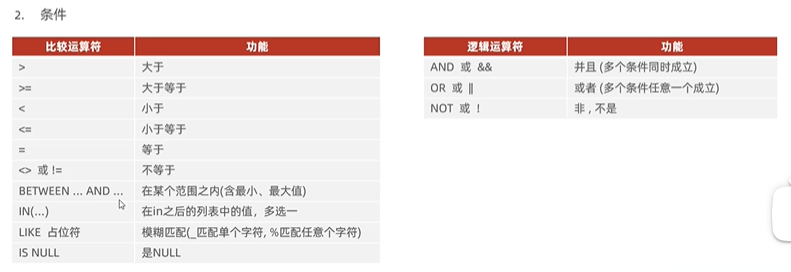 2. 条件
比较运算符 功能
> 大于
>= 大于等于
< 小于
<= 小于等于
= 等于
<> 或 != 不等于
BETWEEN ... AND ... 在某个范围之内(含最小、最大值)
IN(...) 在in之后的列表中的值，多选一
LIKE 占位符 模糊匹配(_匹配单个字符, %匹配任意个字符)
IS NULL 是NULL
逻辑运算符 功能
AND 或 && 并且 (多个条件同时成立)
OR 或 || 或者 (多个条件任意一个成立)
NOT 或 ! 非 , 不是